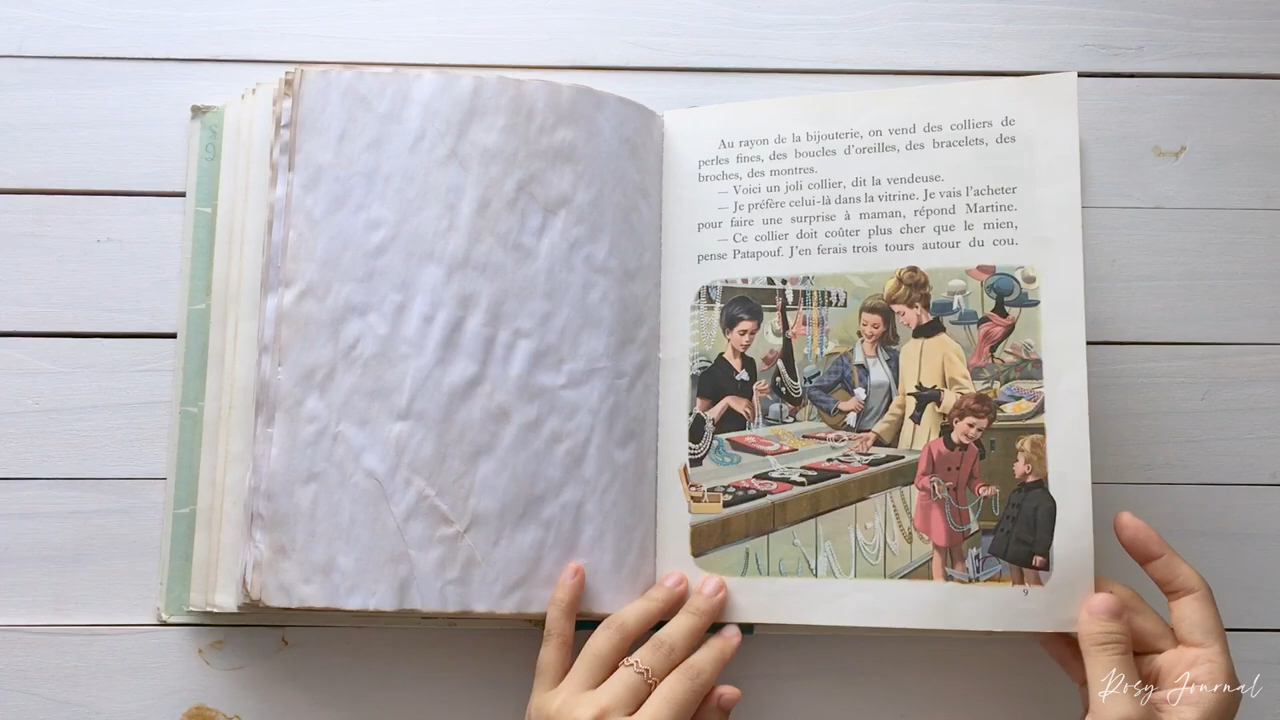 Au rayon de la bijouterie, on vend des colliers de
perles fines, des boucles d'oreilles, des bracelets, des
broches, des montres.
— Voici un joli collier, dit la vendeuse.
— Je préfère celui-là dans la vitrine. Je vais l'acheter
pour faire une surprise à maman, répond Martine.
— Ce collier doit coûter plus cher que le mien,
pense Patapouf. J'en ferais trois tours autour du cou.
9
Rosy Journal